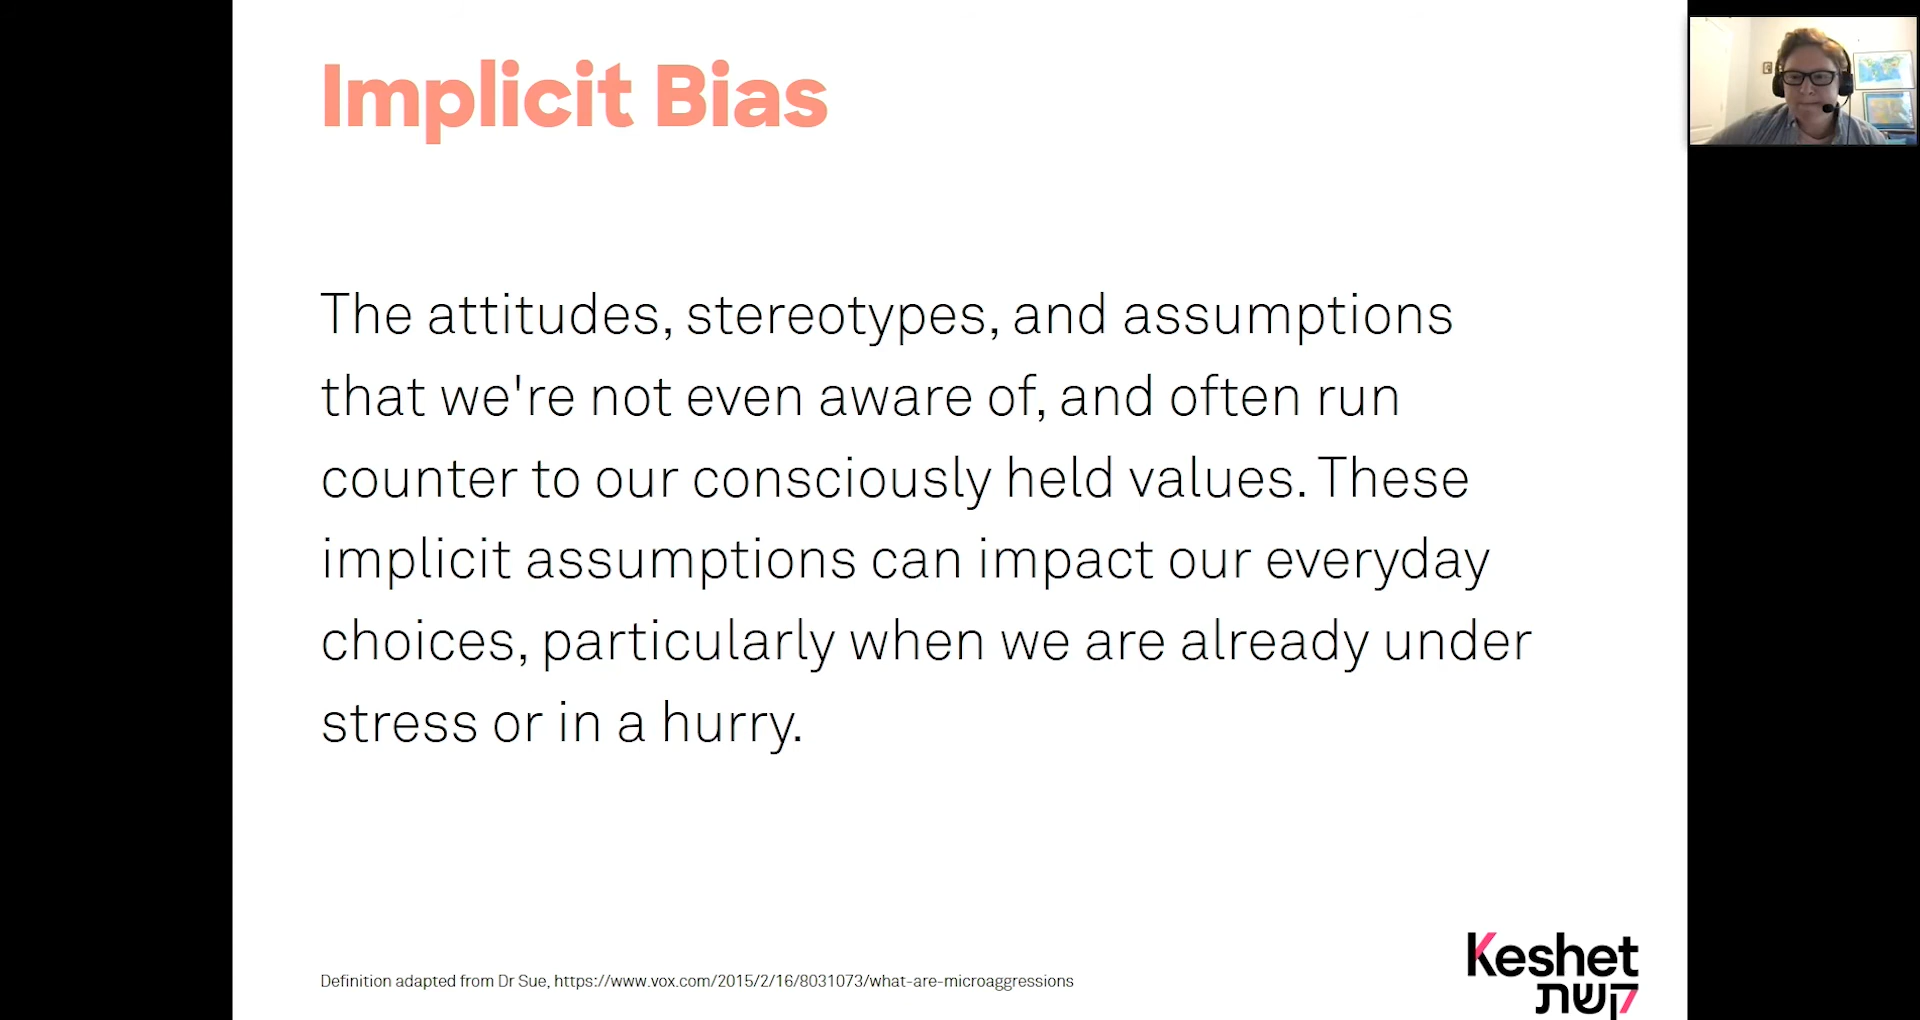 Implicit Bias
The attitudes, stereotypes, and assumptions
that we're not even aware of, and often run
counter to our consciously held values. These
implicit assumptions can impact our everyday
choices, particularly when we are already under
stress or in a hurry.
Definition adapted from Dr Sue, https://www.vox.com/2015/2/16/8031073/what-are-microaggressions
Keshet
קשת